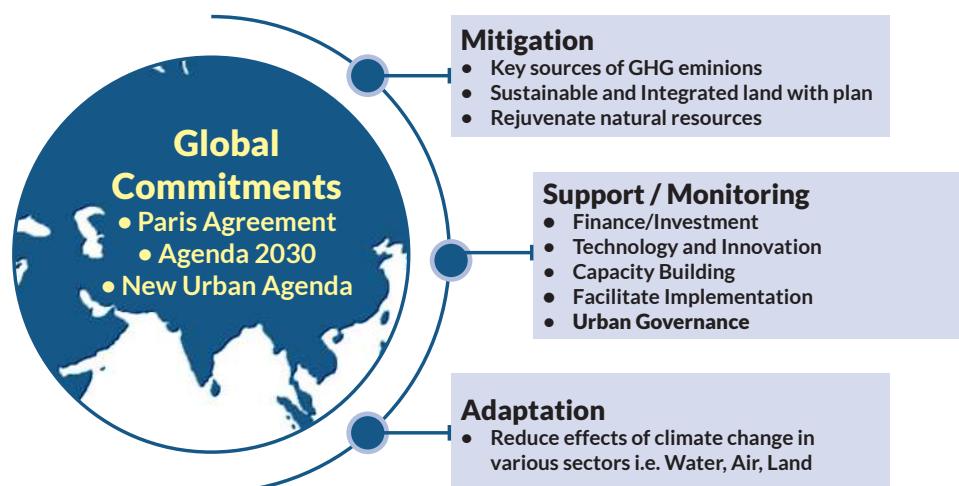 Global
Commitments
• Paris Agreement
• Agenda 2030
• New Urban Agenda
Mitigation
• Key sources of GHG eminions
• Sustainable and Integrated land with plan
• Rejuvenate natural resources
Support / Monitoring
• Finance/Investment
• Technology and Innovation
• Capacity Building
• Facilitate Implementation
• Urban Governance
Adaptation
• Reduce effects of climate change in
various sectors i.e. Water, Air, Land